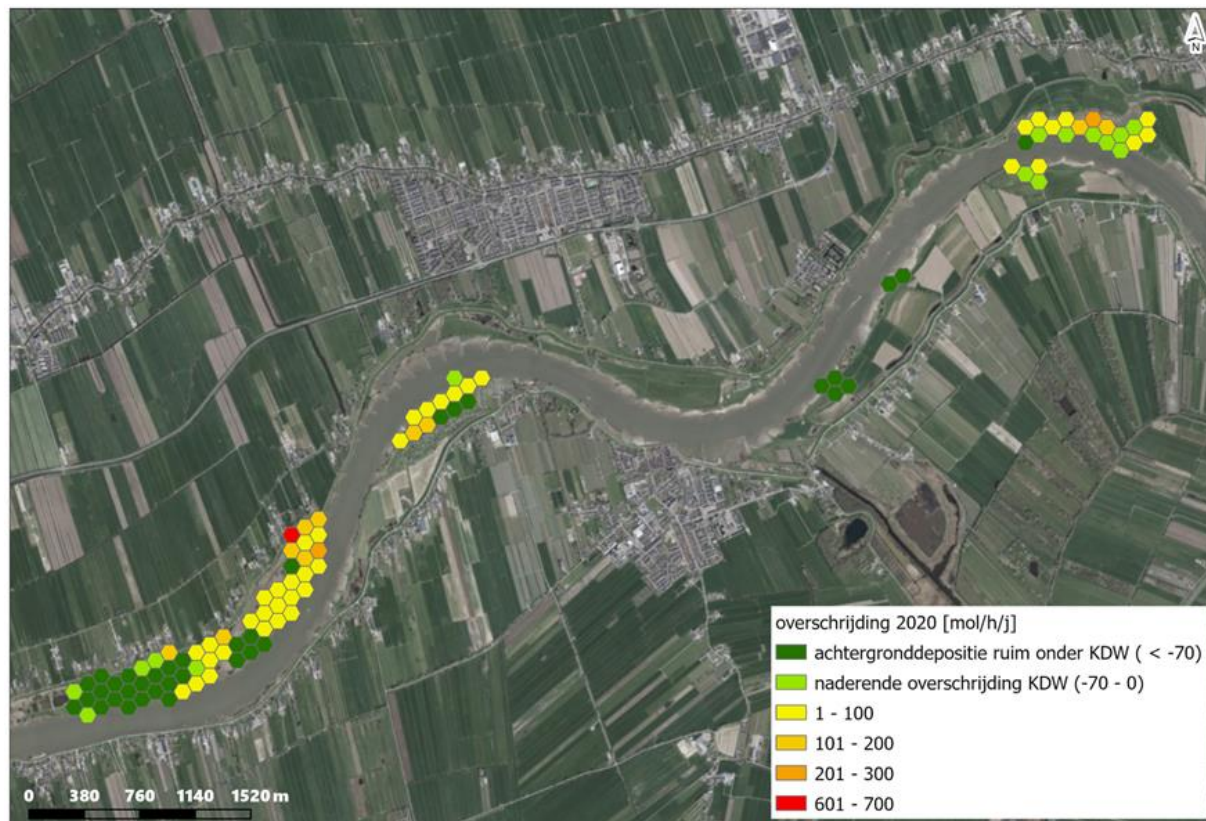 N
overschrijding 2020 [mol/h/j]
achtergronddepositie ruim onder KDW ( < -70)
naderende overschrijding KDW (-70 - 0)
1 - 100
101 - 200
201 - 300
601 - 700
0 380 760 1140 1520 m